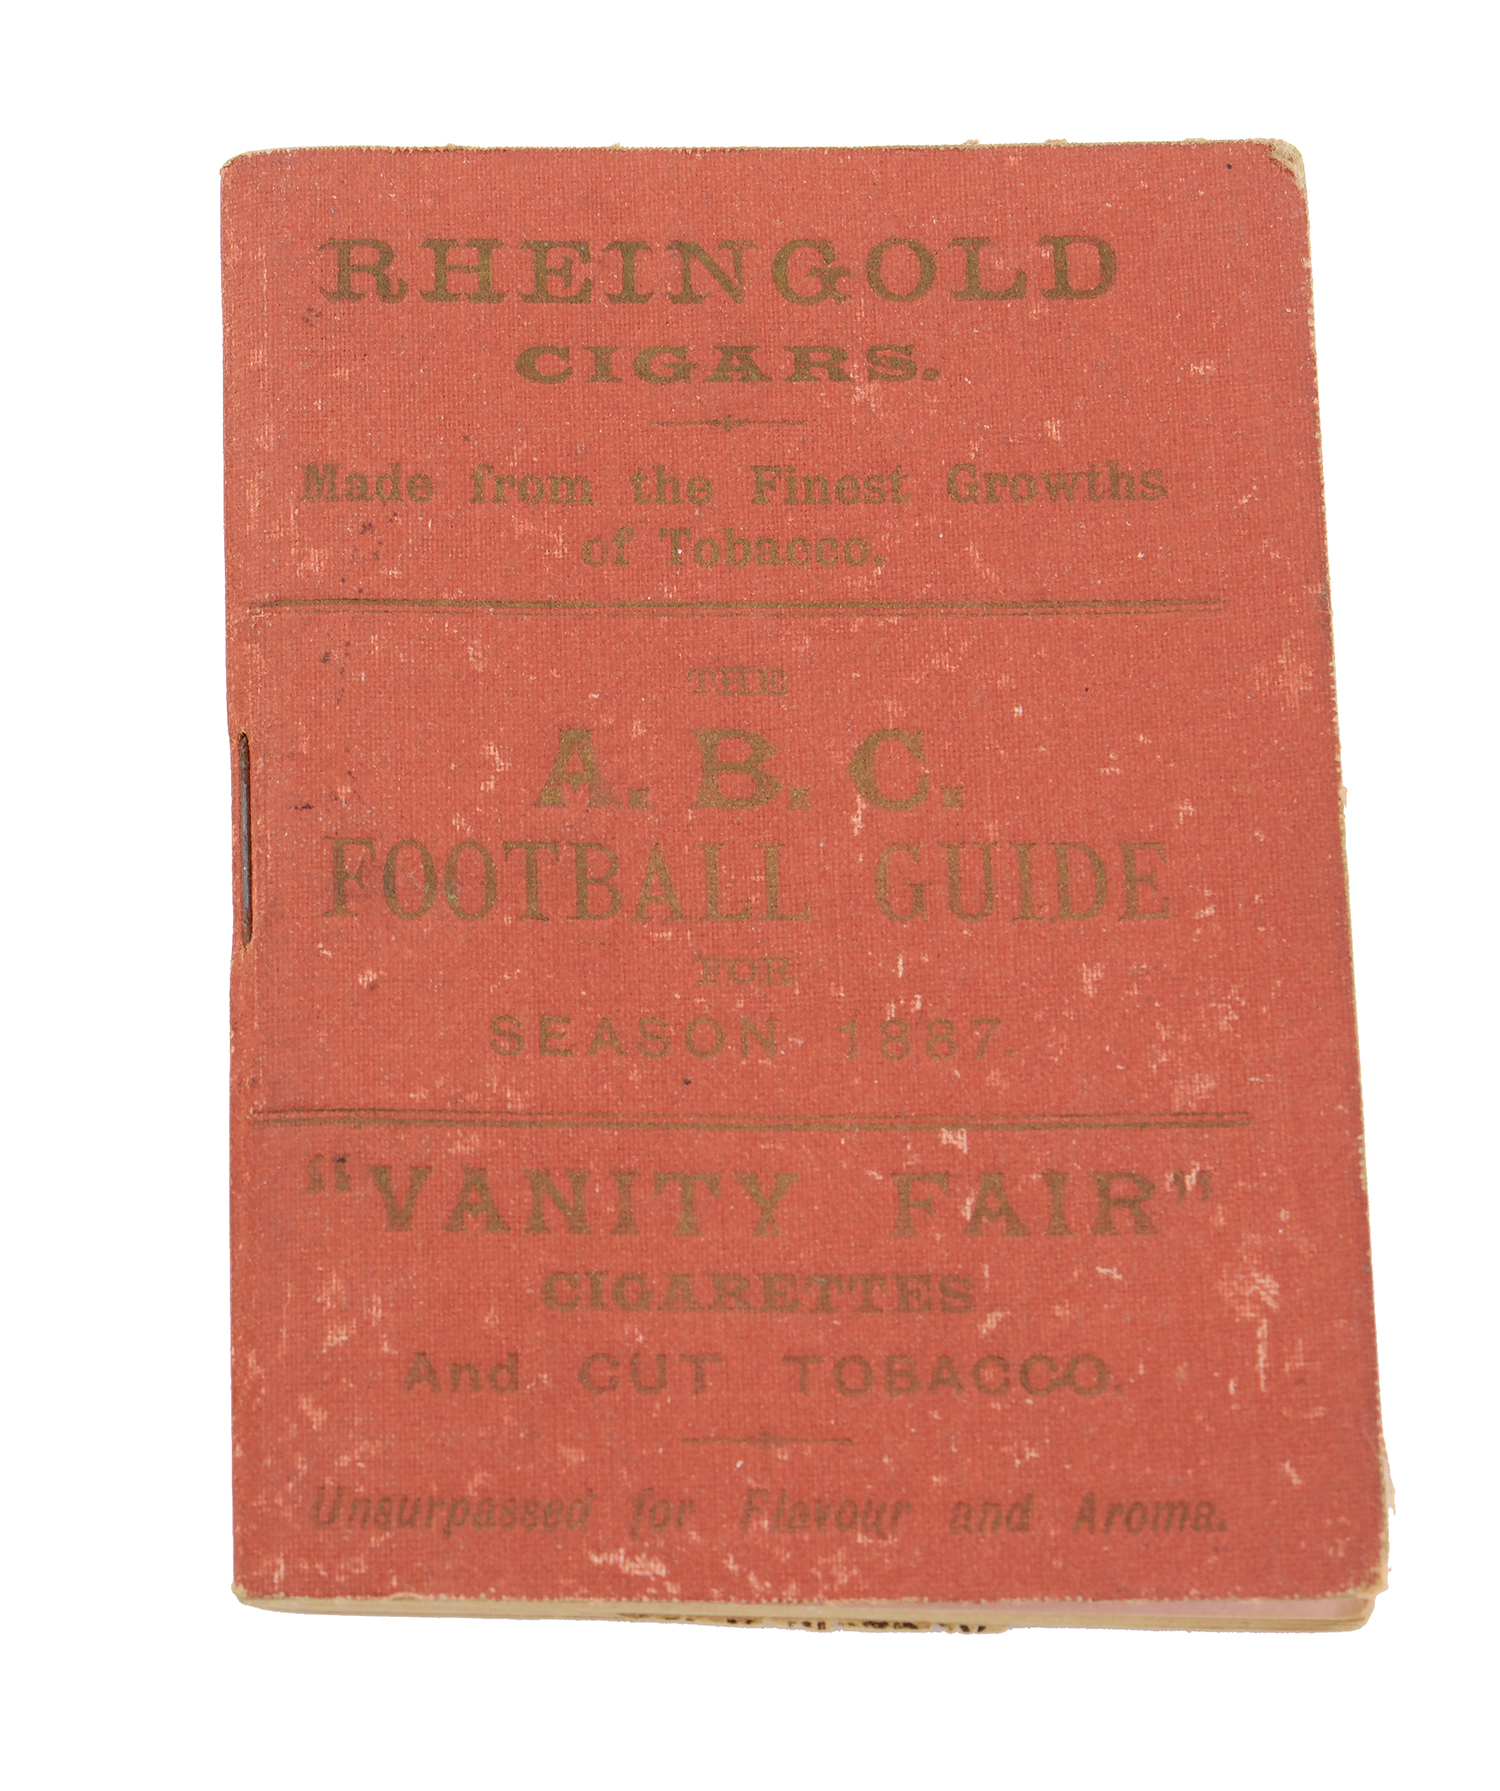 RHEINGOLD
CIGARS.
Made from the Finest Growths
of Tobacco.
THE
A. B. C.
FOOTBALL GUIDE
FOR
SEASON 1887.
"VANITY FAIR"
CIGARETTES
And CUT TOBACCO.
Unsurpassed for Flavour and Aroma.